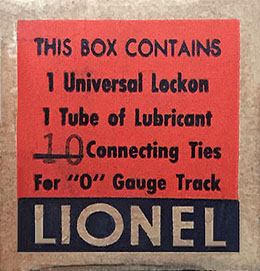 THIS BOX CONTAINS
1 Universal Lockon
1 Tube of Lubricant
10 Connecting Ties
For "O" Gauge Track
LIONEL